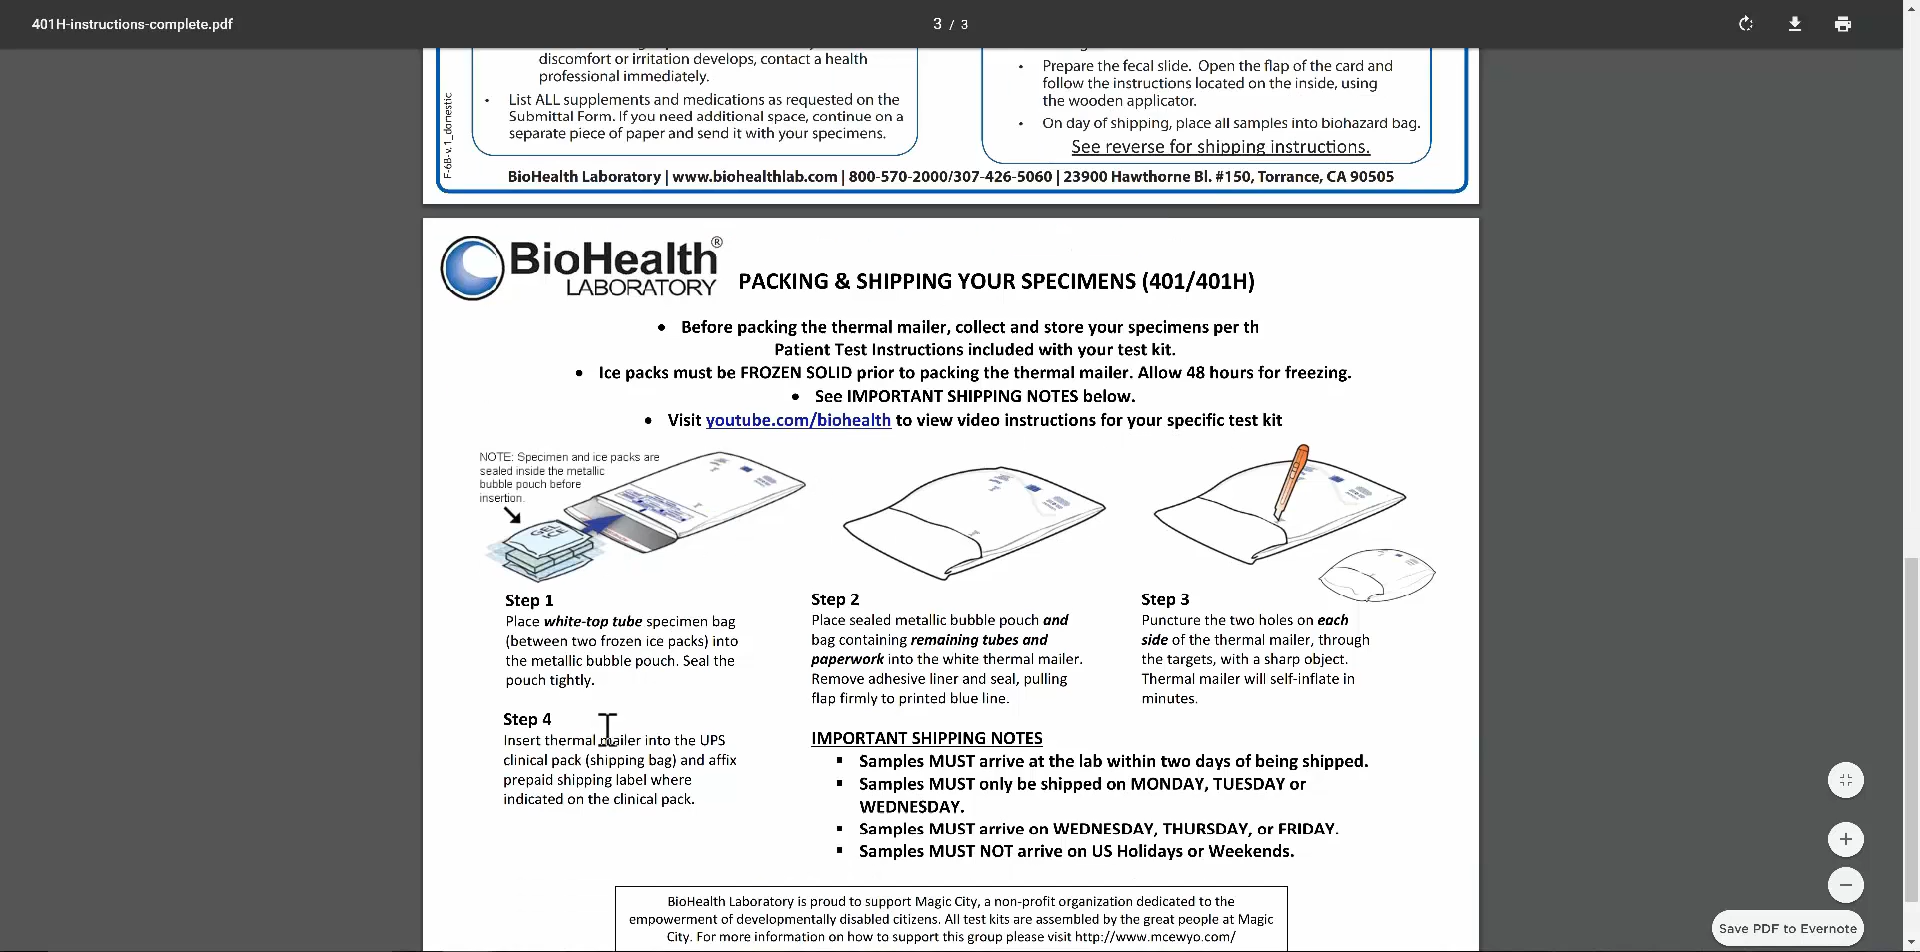 401H-instructions-complete.pdf
3 / 3
discomfort or irritation develops, contact a health
professional immediately.
• List ALL supplements and medications as requested on the
Submittal Form. If you need additional space, continue on a
separate piece of paper and send it with your specimens.
F-6B-v.1_domestic
• Prepare the fecal slide. Open the flap of the card and
follow the instructions located on the inside, using
the wooden applicator.
• On day of shipping, place all samples into biohazard bag.
See reverse for shipping instructions.
BioHealth Laboratory | www.biohealthlab.com | 800-570-2000/307-426-5060 | 23900 Hawthorne Bl. #150, Torrance, CA 90505
BioHealth®
LABORATORY
PACKING & SHIPPING YOUR SPECIMENS (401/401H)
• Before packing the thermal mailer, collect and store your specimens per th
Patient Test Instructions included with your test kit.
• Ice packs must be FROZEN SOLID prior to packing the thermal mailer. Allow 48 hours for freezing.
• See IMPORTANT SHIPPING NOTES below.
• Visit youtube.com/biohealth to view video instructions for your specific test kit
NOTE: Specimen and ice packs are
sealed inside the metallic
bubble pouch before
insertion.
GEL
ICE
Step 1
Place white-top tube specimen bag
(between two frozen ice packs) into
the metallic bubble pouch. Seal the
pouch tightly.
Step 2
Place sealed metallic bubble pouch and
bag containing remaining tubes and
paperwork into the white thermal mailer.
Remove adhesive liner and seal, pulling
flap firmly to printed blue line.
Step 3
Puncture the two holes on each
side of the thermal mailer, through
the targets, with a sharp object.
Thermal mailer will self-inflate in
minutes.
Step 4
Insert thermal mailer into the UPS
clinical pack (shipping bag) and affix
prepaid shipping label where
indicated on the clinical pack.
IMPORTANT SHIPPING NOTES
▪ Samples MUST arrive at the lab within two days of being shipped.
▪ Samples MUST only be shipped on MONDAY, TUESDAY or
WEDNESDAY.
▪ Samples MUST arrive on WEDNESDAY, THURSDAY, or FRIDAY.
▪ Samples MUST NOT arrive on US Holidays or Weekends.
BioHealth Laboratory is proud to support Magic City, a non-profit organization dedicated to the
empowerment of developmentally disabled citizens. All test kits are assembled by the great people at Magic
City. For more information on how to support this group please visit http://www.mcewyo.com/
Save PDF to Evernote